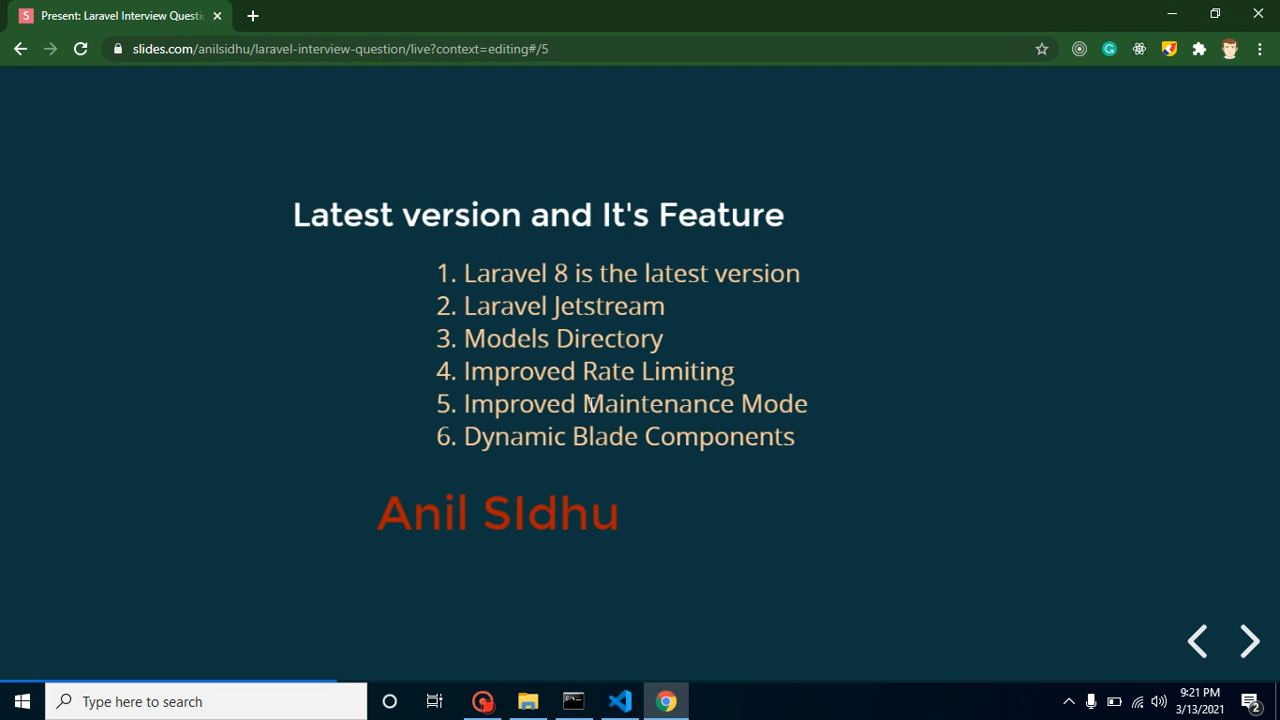 Present: Laravel Interview Questi
slides.com/anilsidhu/laravel-interview-question/live?context=editing#/5
Latest version and It's Feature
1. Laravel 8 is the latest version
2. Laravel Jetstream
3. Models Directory
4. Improved Rate Limiting
5. Improved Maintenance Mode
6. Dynamic Blade Components
Anil SIdhu
Type here to search
9:21 PM
3/13/2021
2